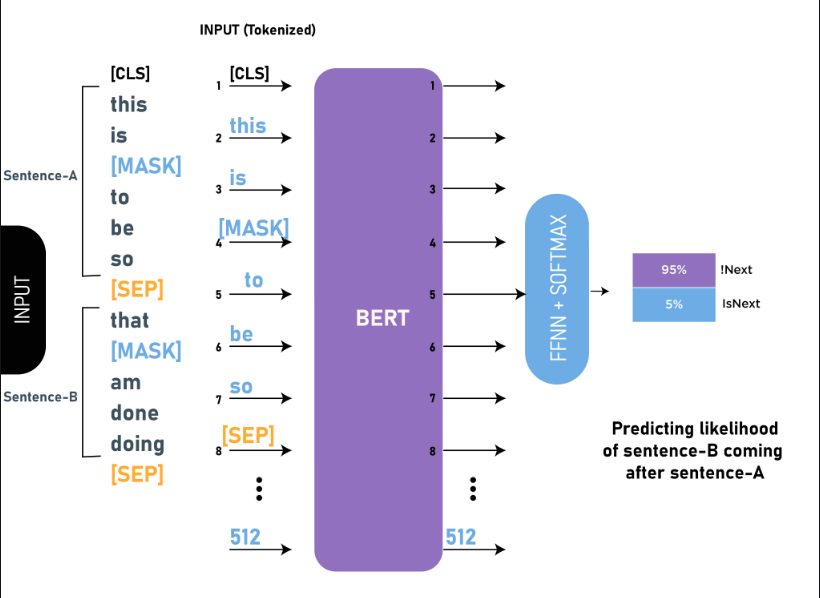 INPUT (Tokenized)
INPUT
Sentence-A
[CLS]
this
is
[MASK]
to
be
so
[SEP]
Sentence-B
that
[MASK]
am
done
doing
[SEP]
1 [CLS]
2 this
3 is
4 [MASK]
5 to
6 be
7 so
8 [SEP]
512
BERT
1
2
3
4
5
6
7
8
512
FFNN + SOFTMAX
95% !Next
5% IsNext
Predicting likelihood
of sentence-B coming
after sentence-A